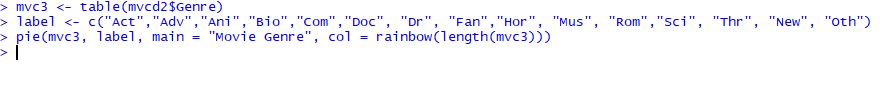 > mvc3 <- table(mvcd2$Genre)
> label <- c("Act","Adv","Ani","Bio","Com","Doc", "Dr", "Fan","Hor", "Mus", "Rom","Sci", "Thr", "New", "Oth")
> pie(mvc3, label, main = "Movie Genre", col = rainbow(length(mvc3)))
>